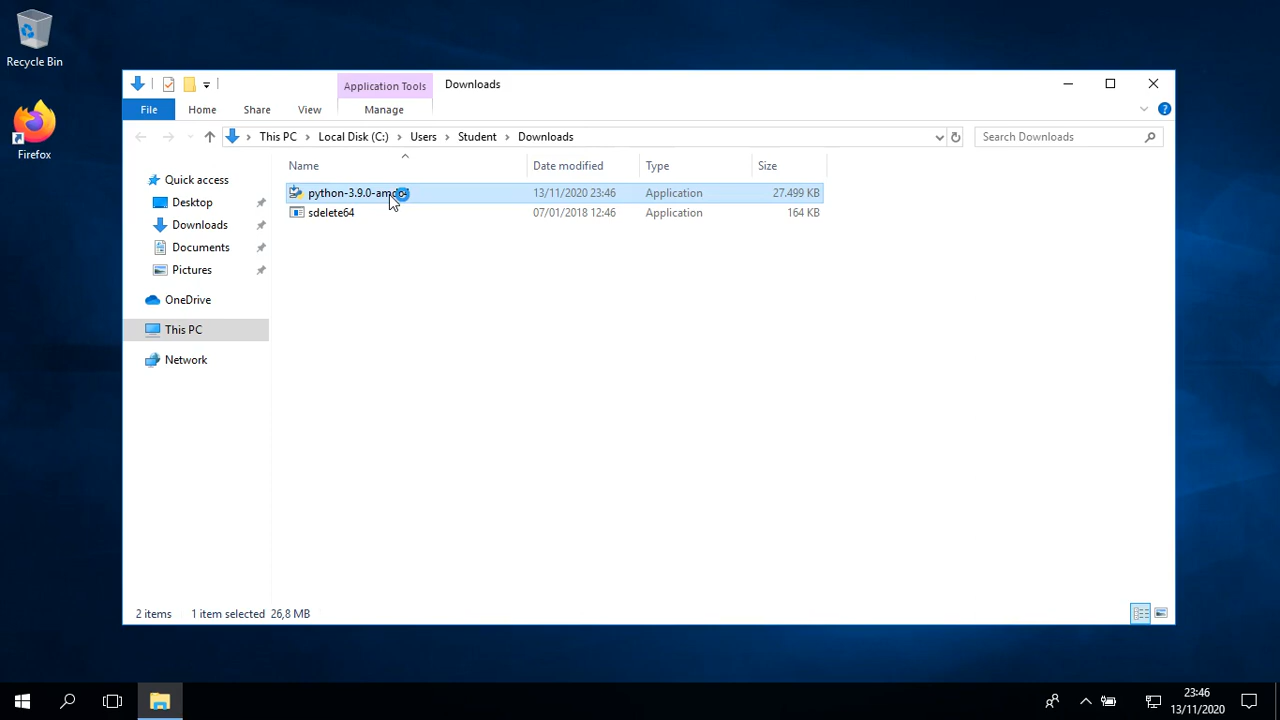 Recycle Bin
Firefox
Application Tools
Downloads
File
Home
Share
View
Manage
This PC
Local Disk (C:)
Users
Student
Downloads
Search Downloads
Name
Date modified
Type
Size
python-3.9.0-amd64
13/11/2020 23:46
Application
27.499 KB
sdelete64
07/01/2018 12:46
Application
164 KB
Quick access
Desktop
Downloads
Documents
Pictures
OneDrive
This PC
Network
2 items
1 item selected 26,8 MB
23:46
13/11/2020